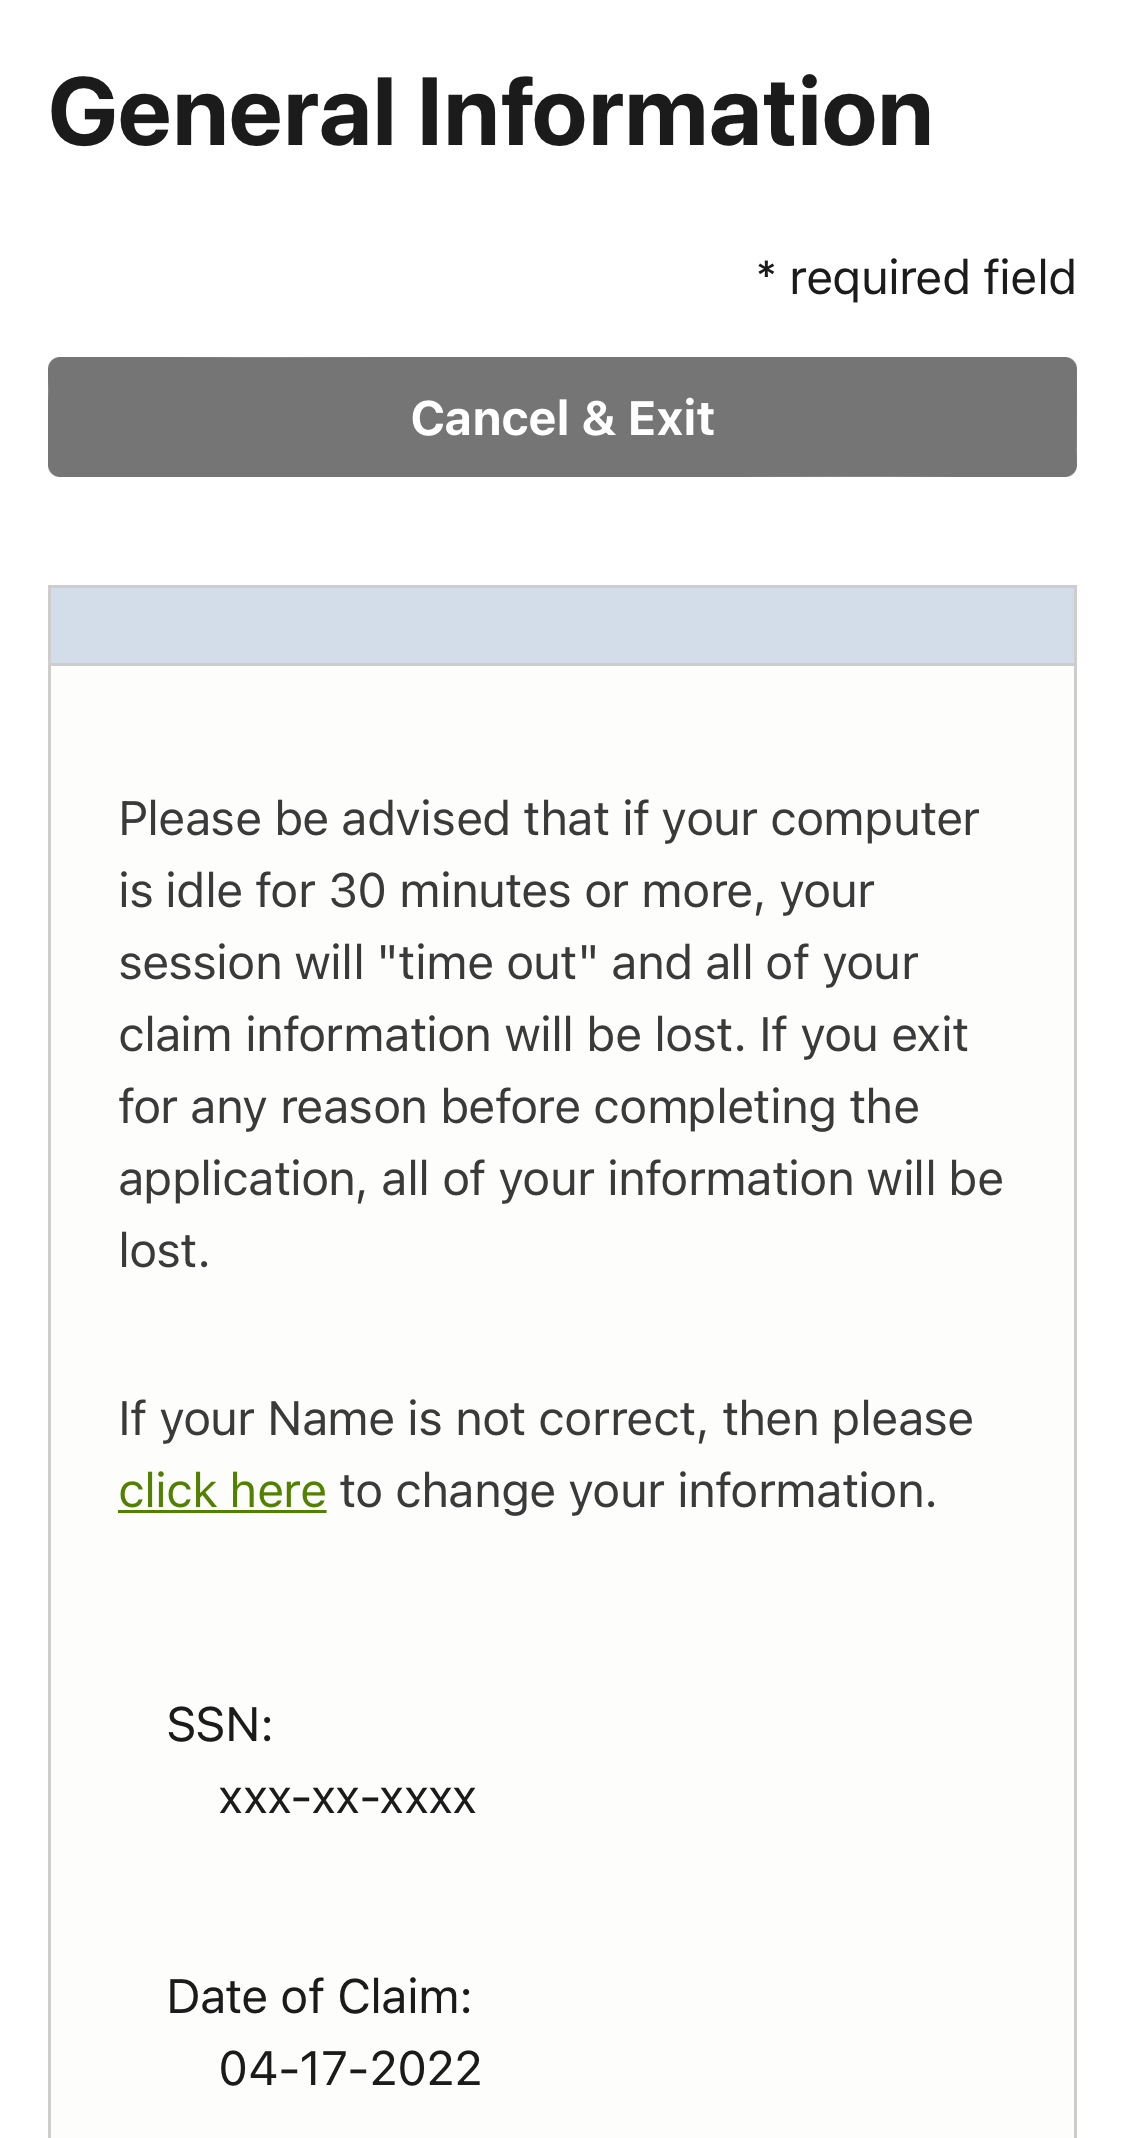 General Information
* required field
Cancel & Exit
Please be advised that if your computer
is idle for 30 minutes or more, your
session will "time out" and all of your
claim information will be lost. If you exit
for any reason before completing the
application, all of your information will be
lost.
If your Name is not correct, then please
click here to change your information.
SSN:
xxx-xx-xxxx
Date of Claim:
04-17-2022